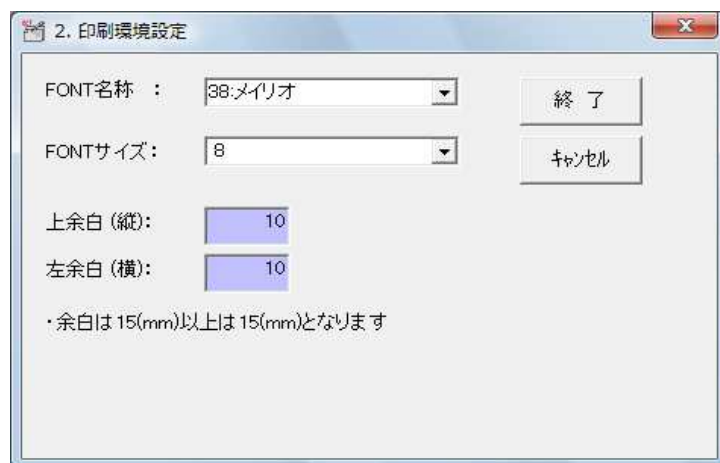 2. 印刷環境設定
FONT名称 : 38:メイリオ 終 了
FONTサイズ: 8 ｷｬﾝｾﾙ
上余白(縦): 10
左余白(横): 10
・余白は15(mm)以上は15(mm)となります